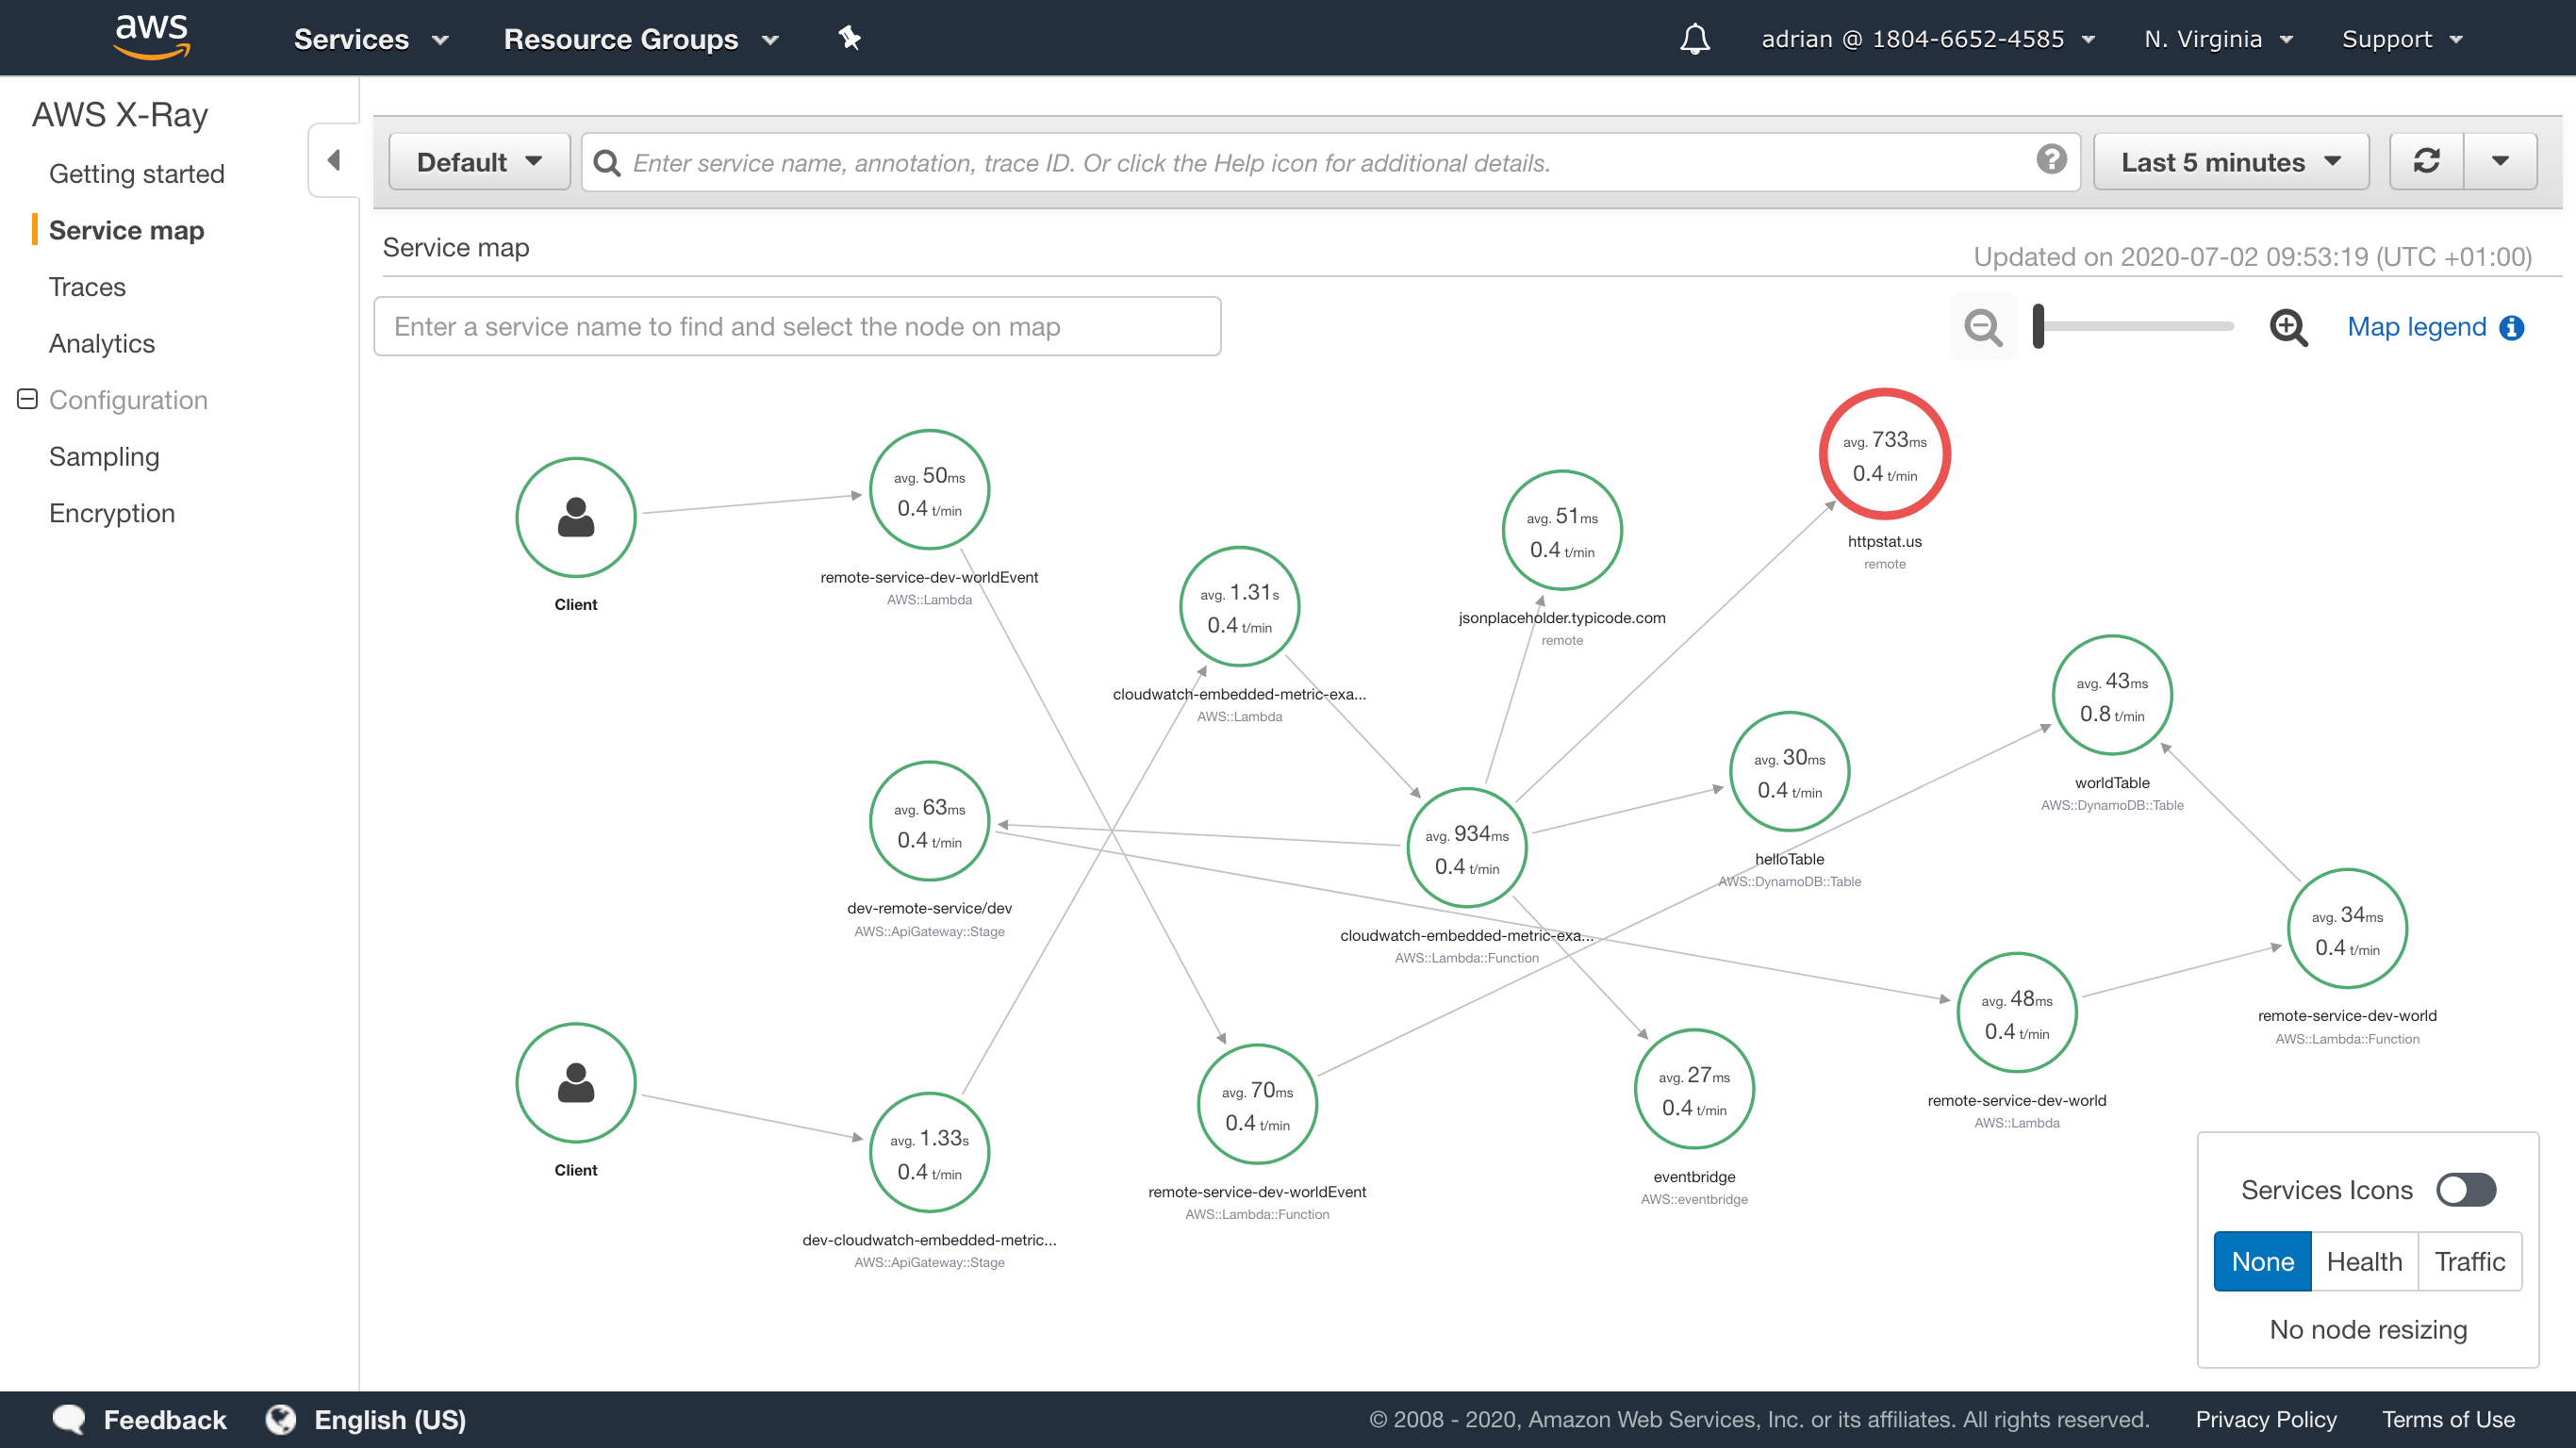 aws
Services
Resource Groups
adrian @ 1804-6652-4585
N. Virginia
Support
AWS X-Ray
Getting started
Service map
Traces
Analytics
Configuration
Sampling
Encryption
Default
Enter service name, annotation, trace ID. Or click the Help icon for additional details.
Last 5 minutes
Service map
Updated on 2020-07-02 09:53:19 (UTC +01:00)
Enter a service name to find and select the node on map
Map legend
Client
avg. 50ms
0.4 t/min
remote-service-dev-worldEvent
AWS::Lambda
avg. 1.31s
0.4 t/min
cloudwatch-embedded-metric-exa...
AWS::Lambda
avg. 51ms
0.4 t/min
jsonplaceholder.typicode.com
remote
avg. 733ms
0.4 t/min
httpstat.us
remote
avg. 43ms
0.8 t/min
worldTable
AWS::DynamoDB::Table
avg. 63ms
0.4 t/min
dev-remote-service/dev
AWS::ApiGateway::Stage
avg. 934ms
0.4 t/min
cloudwatch-embedded-metric-exa...
AWS::Lambda::Function
avg. 30ms
0.4 t/min
helloTable
AWS::DynamoDB::Table
avg. 34ms
0.4 t/min
remote-service-dev-world
AWS::Lambda::Function
avg. 48ms
0.4 t/min
remote-service-dev-world
AWS::Lambda
Client
avg. 1.33s
0.4 t/min
dev-cloudwatch-embedded-metric...
AWS::ApiGateway::Stage
avg. 70ms
0.4 t/min
remote-service-dev-worldEvent
AWS::Lambda::Function
avg. 27ms
0.4 t/min
eventbridge
AWS::eventbridge
Services Icons
None
Health
Traffic
No node resizing
Feedback
English (US)
© 2008 - 2020, Amazon Web Services, Inc. or its affiliates. All rights reserved.
Privacy Policy
Terms of Use